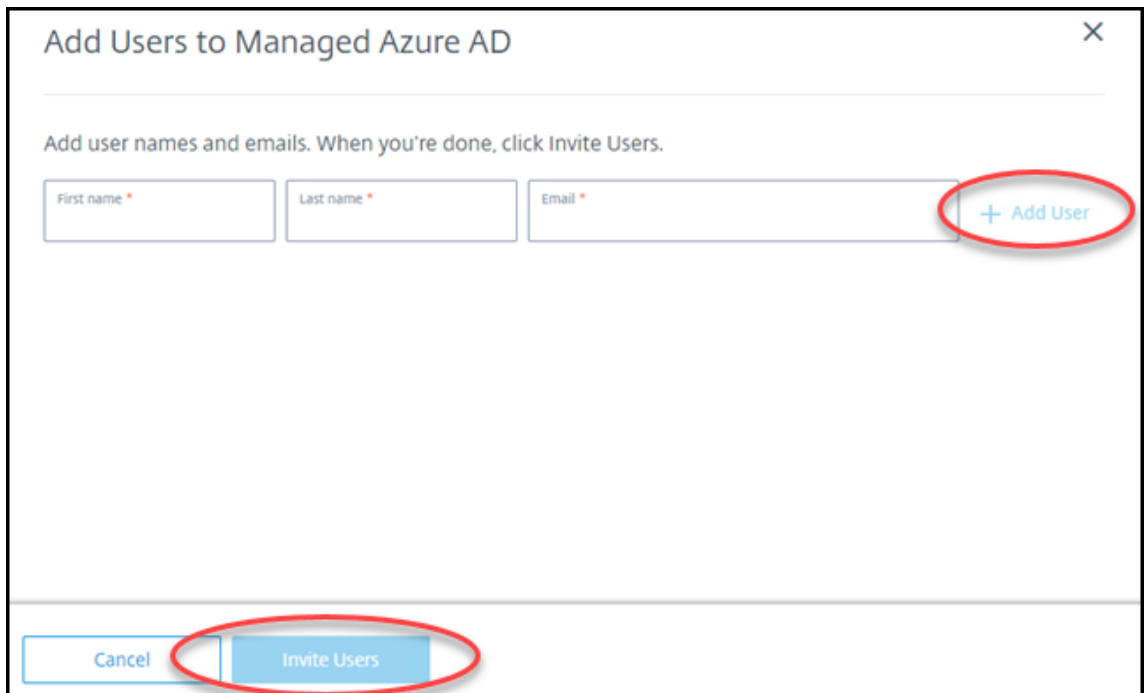 Add Users to Managed Azure AD
Add user names and emails. When you're done, click Invite Users.
First name *
Last name *
Email *
+ Add User
Cancel
Invite Users